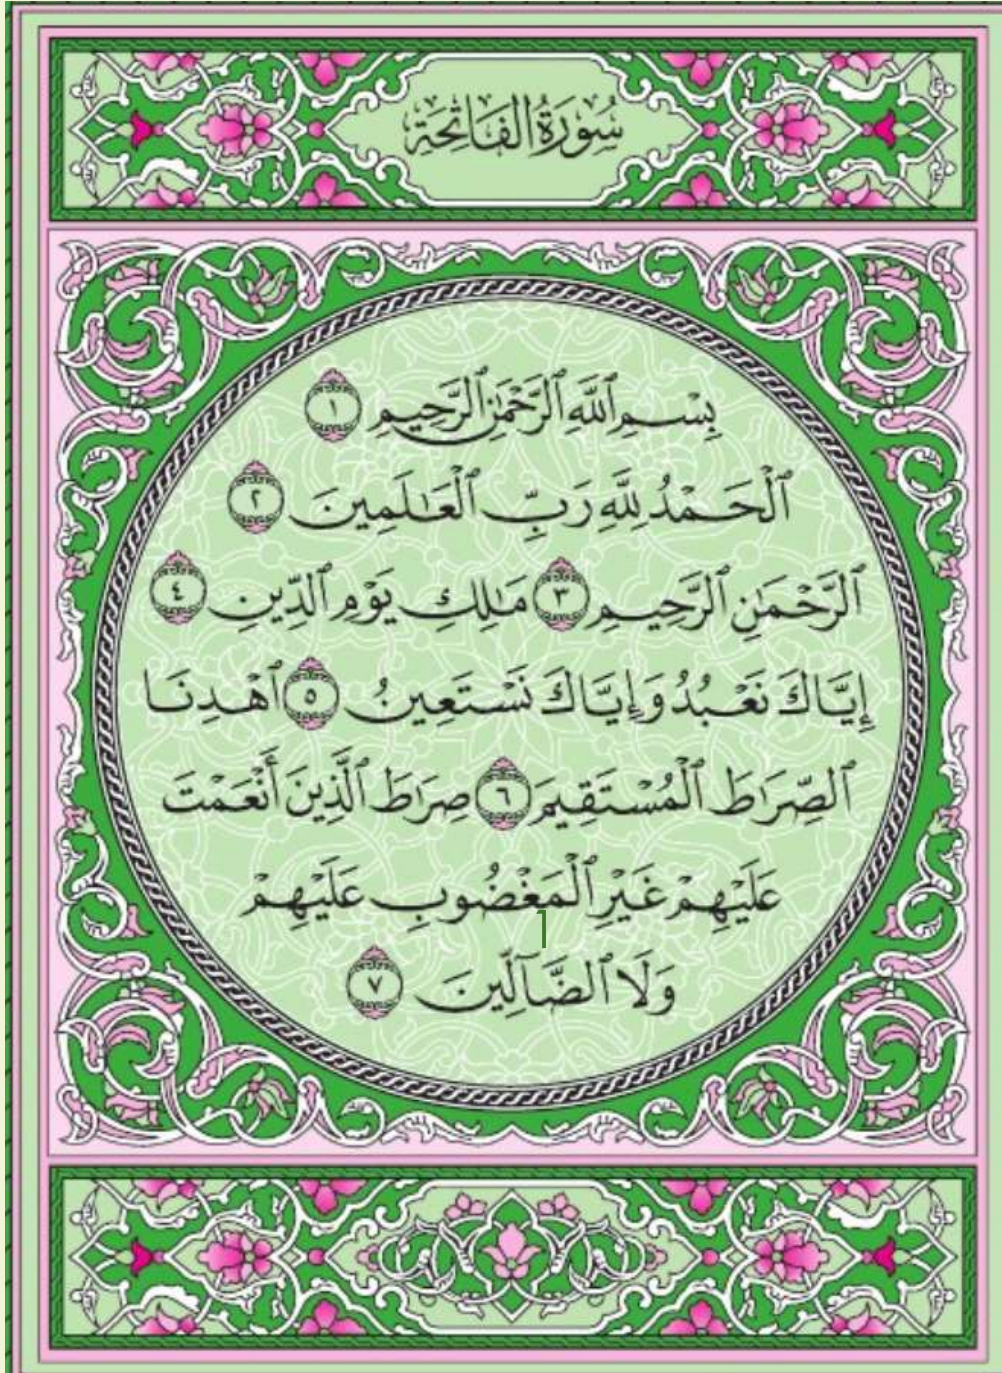 سُورَةُ الفَاتِحَةِ
بِسْمِ ٱللَّهِ ٱلرَّحْمَٰنِ ٱلرَّحِيمِ ١
ٱلْحَمْدُ لِلَّهِ رَبِّ ٱلْعَٰلَمِينَ ٢
ٱلرَّحْمَٰنِ ٱلرَّحِيمِ ٣ مَٰلِكِ يَوْمِ ٱلدِّينِ ٤
إِيَّاكَ نَعْبُدُ وَإِيَّاكَ نَسْتَعِينُ ٥ ٱهْدِنَا
ٱلصِّرَٰطَ ٱلْمُسْتَقِيمَ ٦ صِرَٰطَ ٱلَّذِينَ أَنْعَمْتَ
عَلَيْهِمْ غَيْرِ ٱلْمَغْضُوبِ عَلَيْهِمْ
1
وَلَا ٱلضَّآلِّينَ ٧